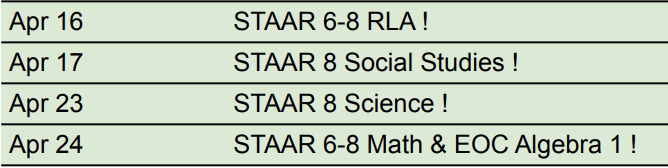 Apr 16 STAAR 6-8 RLA !
Apr 17 STAAR 8 Social Studies !
Apr 23 STAAR 8 Science !
Apr 24 STAAR 6-8 Math & EOC Algebra 1 !